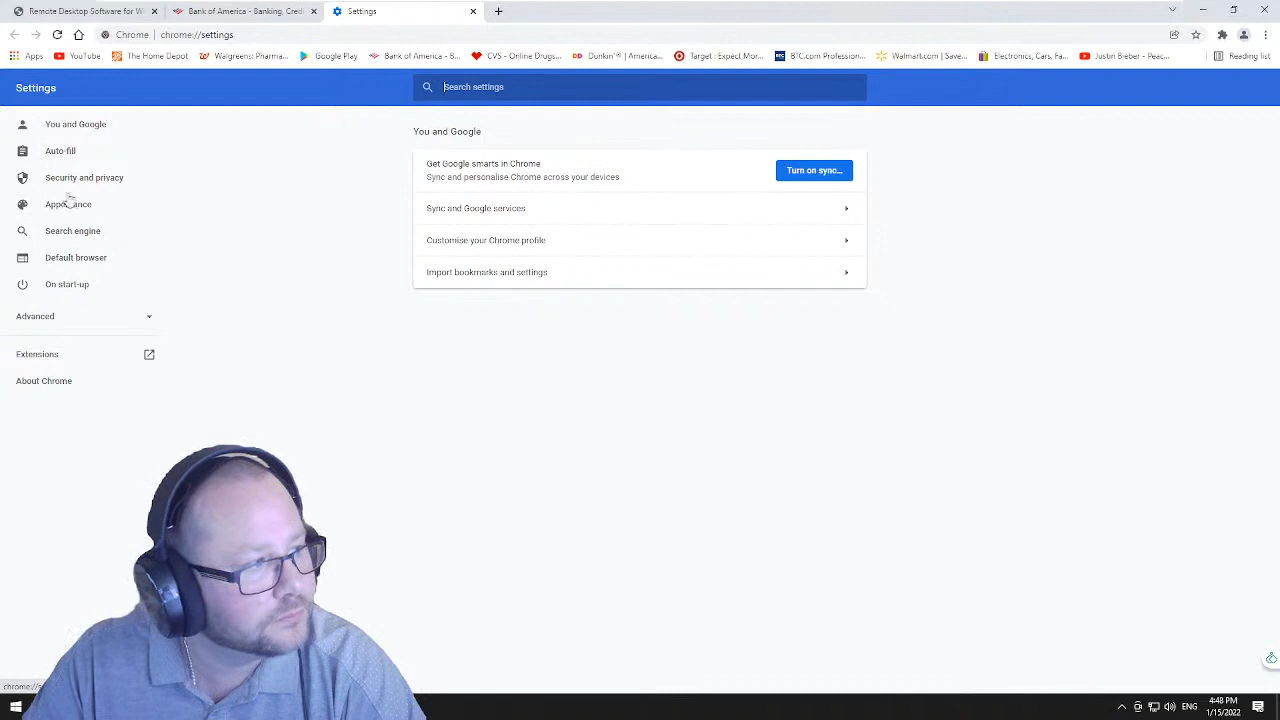 Remote Desktop Software for Wi
Bank of America - Banking, Credi
Settings
Chrome | chrome://settings
Apps
YouTube
The Home Depot
Walgreens: Pharma...
Google Play
Bank of America - B...
CVS - Online Drugs...
DD
Dunkin'® | America...
Target : Expect Mor...
BTC
BTC.com Profession...
Walmart.com | Save...
Electronics, Cars, Fa...
Justin Bieber - Peac...
Reading list
Settings
Search settings
You and Google
Auto-fill
Security and privacy
Appearance
Search engine
Default browser
On start-up
Advanced
Extensions
About Chrome
You and Google
Get Google smarts in Chrome
Sync and personalise Chrome across your devices
Turn on sync...
Sync and Google services
Customise your Chrome profile
Import bookmarks and settings
chrome://s
ENG
4:48 PM
1/15/2022